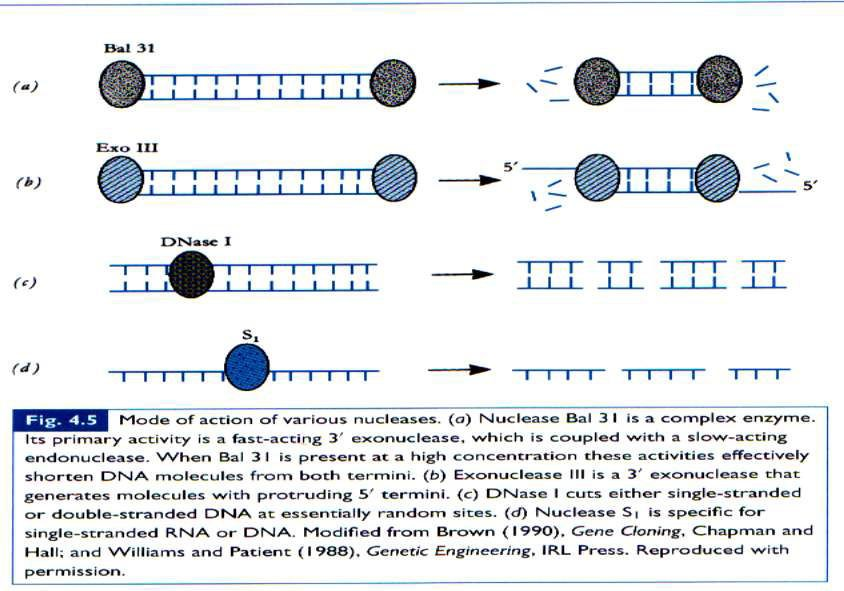 Bal 31
(a)
Exo III
(b)
5′
5′
DNase I
(c)
S1
(d)
Fig. 4.5 Mode of action of various nucleases. (a) Nuclease Bal 31 is a complex enzyme.
Its primary activity is a fast-acting 3′ exonuclease, which is coupled with a slow-acting
endonuclease. When Bal 31 is present at a high concentration these activities effectively
shorten DNA molecules from both termini. (b) Exonuclease III is a 3′ exonuclease that
generates molecules with protruding 5′ termini. (c) DNase I cuts either single-stranded
or double-stranded DNA at essentially random sites. (d) Nuclease S1 is specific for
single-stranded RNA or DNA. Modified from Brown (1990), Gene Cloning, Chapman and
Hall; and Williams and Patient (1988), Genetic Engineering, IRL Press. Reproduced with
permission.